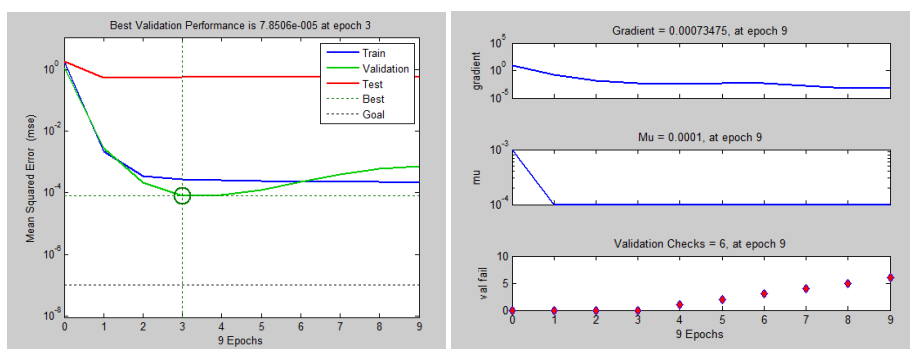 Best Validation Performance is 7.8506e-005 at epoch 3
Train
Validation
Test
Best
Goal
Mean Squared Error (mse)
10^0
10^-2
10^-4
10^-6
10^-8
0 1 2 3 4 5 6 7 8 9
9 Epochs
Gradient = 0.00073475, at epoch 9
gradient
10^5
10^0
10^-5
Mu = 0.0001, at epoch 9
mu
10^-3
10^-4
Validation Checks = 6, at epoch 9
val fail
10
5
0
0 1 2 3 4 5 6 7 8 9
9 Epochs